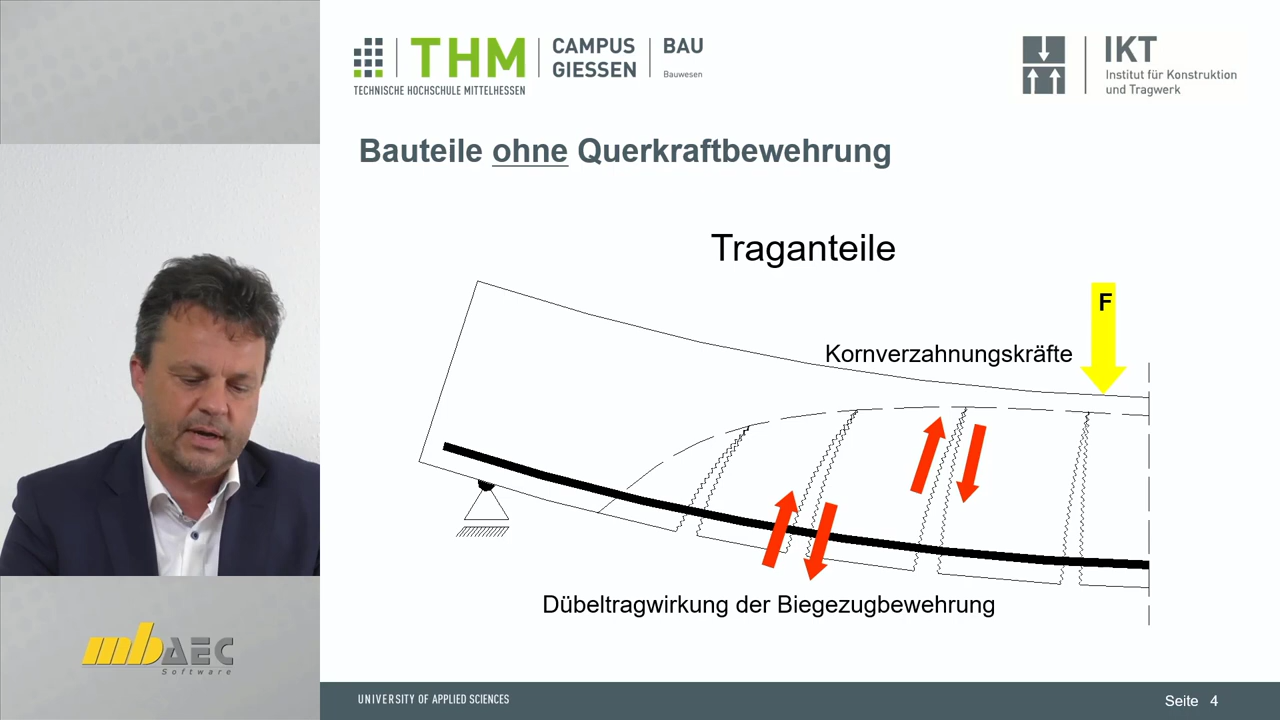 THM
CAMPUS
GIESSEN
BAU
Bauwesen
TECHNISCHE HOCHSCHULE MITTELHESSEN
IKT
Institut für Konstruktion
und Tragwerk
Bauteile ohne Querkraftbewehrung
Traganteile
F
Kornverzahnungskräfte
Dübeltragwirkung der Biegezugbewehrung
mbAEC
Software
UNIVERSITY OF APPLIED SCIENCES
Seite 4